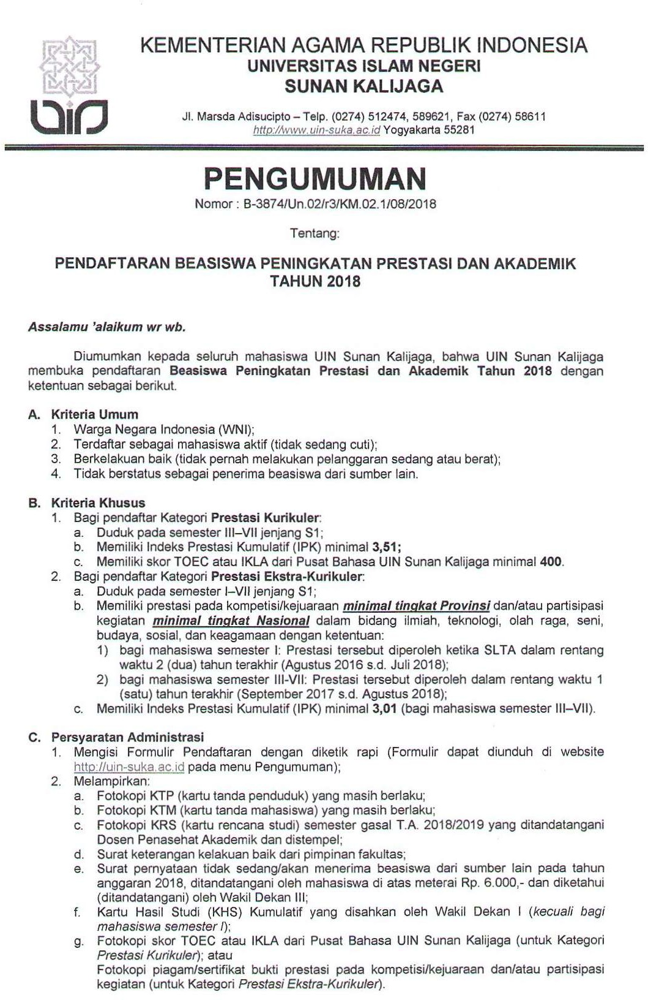 KEMENTERIAN AGAMA REPUBLIK INDONESIA
UNIVERSITAS ISLAM NEGERI
SUNAN KALIJAGA
uin
Jl. Marsda Adisucipto – Telp. (0274) 512474, 589621, Fax (0274) 58611
http://www.uin-suka.ac.id Yogyakarta 55281
PENGUMUMAN
Nomor : B-3874/Un.02/r3/KM.02.1/08/2018
Tentang:
PENDAFTARAN BEASISWA PENINGKATAN PRESTASI DAN AKADEMIK
TAHUN 2018
Assalamu 'alaikum wr wb.
Diumumkan kepada seluruh mahasiswa UIN Sunan Kalijaga, bahwa UIN Sunan Kalijaga
membuka pendaftaran Beasiswa Peningkatan Prestasi dan Akademik Tahun 2018 dengan
ketentuan sebagai berikut.
A. Kriteria Umum
1. Warga Negara Indonesia (WNI);
2. Terdaftar sebagai mahasiswa aktif (tidak sedang cuti);
3. Berkelakuan baik (tidak pernah melakukan pelanggaran sedang atau berat);
4. Tidak berstatus sebagai penerima beasiswa dari sumber lain.
B. Kriteria Khusus
1. Bagi pendaftar Kategori Prestasi Kurikuler:
a. Duduk pada semester III–VII jenjang S1;
b. Memiliki Indeks Prestasi Kumulatif (IPK) minimal 3,51;
c. Memiliki skor TOEC atau IKLA dari Pusat Bahasa UIN Sunan Kalijaga minimal 400.
2. Bagi pendaftar Kategori Prestasi Ekstra-Kurikuler:
a. Duduk pada semester I–VII jenjang S1;
b. Memiliki prestasi pada kompetisi/kejuaraan minimal tingkat Provinsi dan/atau partisipasi
kegiatan minimal tingkat Nasional dalam bidang ilmiah, teknologi, olah raga, seni,
budaya, sosial, dan keagamaan dengan ketentuan:
1) bagi mahasiswa semester I: Prestasi tersebut diperoleh ketika SLTA dalam rentang
waktu 2 (dua) tahun terakhir (Agustus 2016 s.d. Juli 2018);
2) bagi mahasiswa semester III-VII: Prestasi tersebut diperoleh dalam rentang waktu 1
(satu) tahun terakhir (September 2017 s.d. Agustus 2018);
c. Memiliki Indeks Prestasi Kumulatif (IPK) minimal 3,01 (bagi mahasiswa semester III–VII).
C. Persyaratan Administrasi
1. Mengisi Formulir Pendaftaran dengan diketik rapi (Formulir dapat diunduh di website
http://uin-suka.ac.id pada menu Pengumuman);
2. Melampirkan:
a. Fotokopi KTP (kartu tanda penduduk) yang masih berlaku;
b. Fotokopi KTM (kartu tanda mahasiswa) yang masih berlaku;
c. Fotokopi KRS (kartu rencana studi) semester gasal T.A. 2018/2019 yang ditandatangani
Dosen Penasehat Akademik dan distempel;
d. Surat keterangan kelakuan baik dari pimpinan fakultas;
e. Surat pernyataan tidak sedang/akan menerima beasiswa dari sumber lain pada tahun
anggaran 2018, ditandatangani oleh mahasiswa di atas meterai Rp. 6.000,- dan diketahui
(ditandatangani) oleh Wakil Dekan III;
f. Kartu Hasil Studi (KHS) Kumulatif yang disahkan oleh Wakil Dekan I (kecuali bagi
mahasiswa semester I);
g. Fotokopi skor TOEC atau IKLA dari Pusat Bahasa UIN Sunan Kalijaga (untuk Kategori
Prestasi Kurikuler); atau
Fotokopi piagam/sertifikat bukti prestasi pada kompetisi/kejuaraan dan/atau partisipasi
kegiatan (untuk Kategori Prestasi Ekstra-Kurikuler).